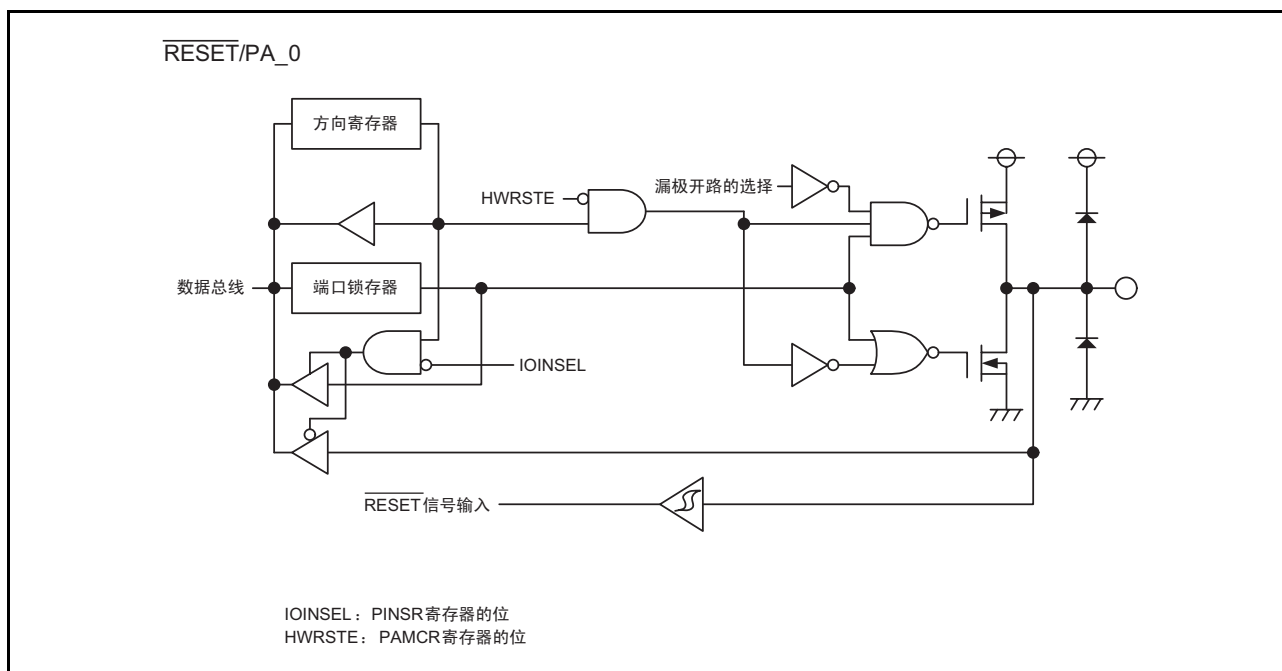 RESET/PA_0
方向寄存器
漏极开路的选择
HWRSTE
数据总线
端口锁存器
IOINSEL
RESET信号输入
IOINSEL：PINSR寄存器的位
HWRSTE：PAMCR寄存器的位